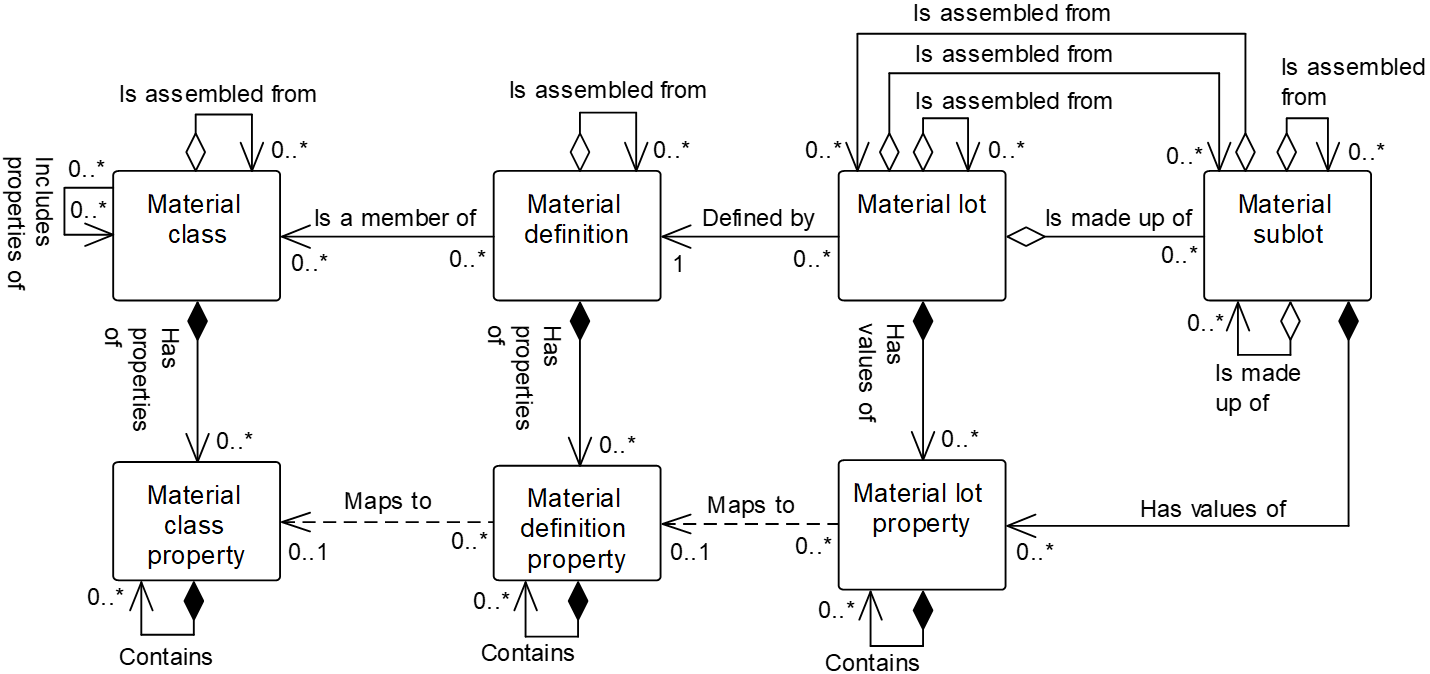 Is assembled from
Is assembled from
Is assembled from
Is assembled
from
Is assembled from
Is assembled from
0..*
0..*
0..*
0..*
0..*
0..*
Includes
properties of
0..*
0..*
Material
class
Is a member of
0..*
0..*
Material
definition
Defined by
1
0..*
Material lot
Is made up of
0..*
Material
sublot
0..*
Is made
up of
Has
properties
of
0..*
Has
properties
of
0..*
Has
values of
0..*
Material
class
property
Maps to
0..1
0..*
Material
definition
property
Maps to
0..1
0..*
Material lot
property
Has values of
0..*
0..*
Contains
0..*
Contains
0..*
Contains